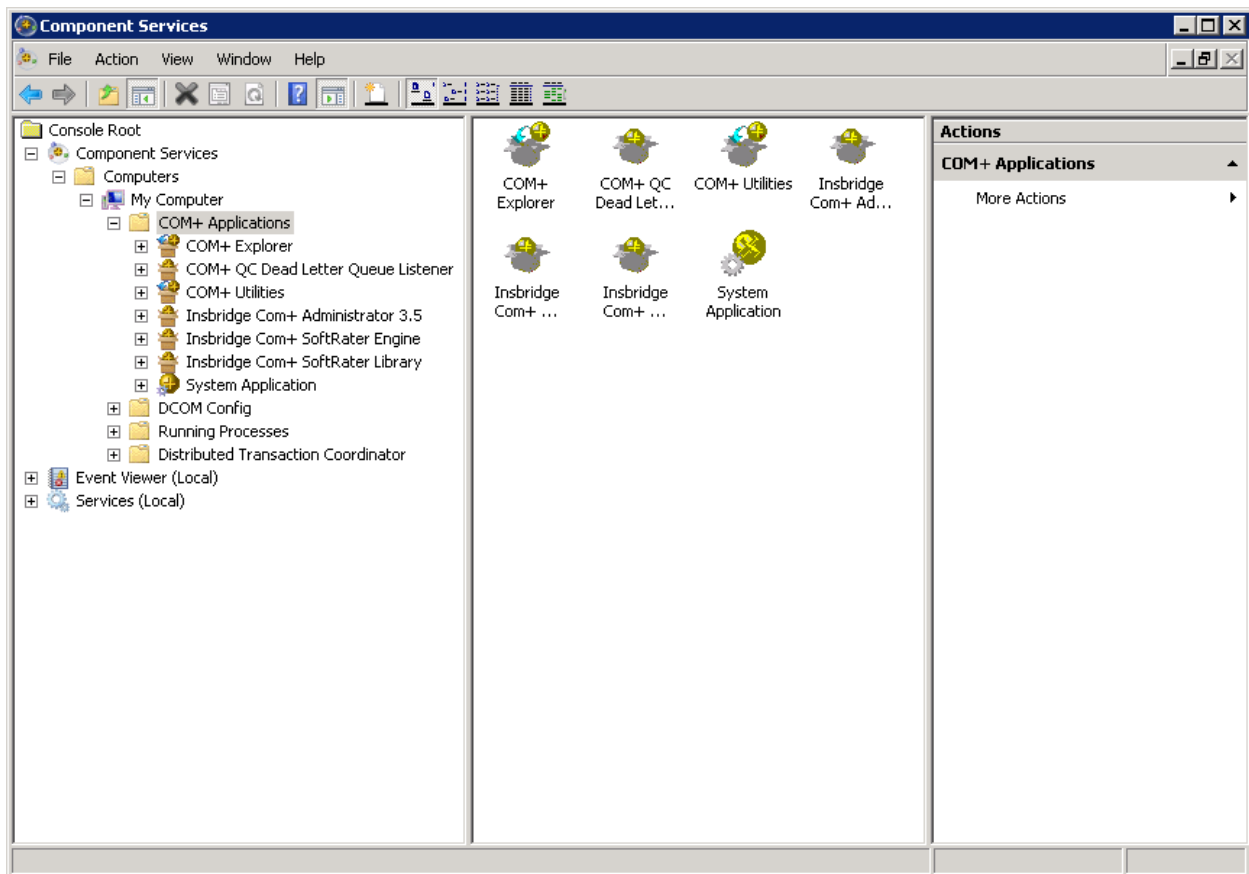 Component Services
File Action View Window Help
Console Root
Component Services
Computers
My Computer
COM+ Applications
COM+ Explorer
COM+ QC Dead Letter Queue Listener
COM+ Utilities
Insbridge Com+ Administrator 3.5
Insbridge Com+ SoftRater Engine
Insbridge Com+ SoftRater Library
System Application
DCOM Config
Running Processes
Distributed Transaction Coordinator
Event Viewer (Local)
Services (Local)
COM+ Explorer
COM+ QC Dead Let...
COM+ Utilities
Insbridge Com+ Ad...
Insbridge Com+ ...
Insbridge Com+ ...
System Application
Actions
COM+ Applications
More Actions